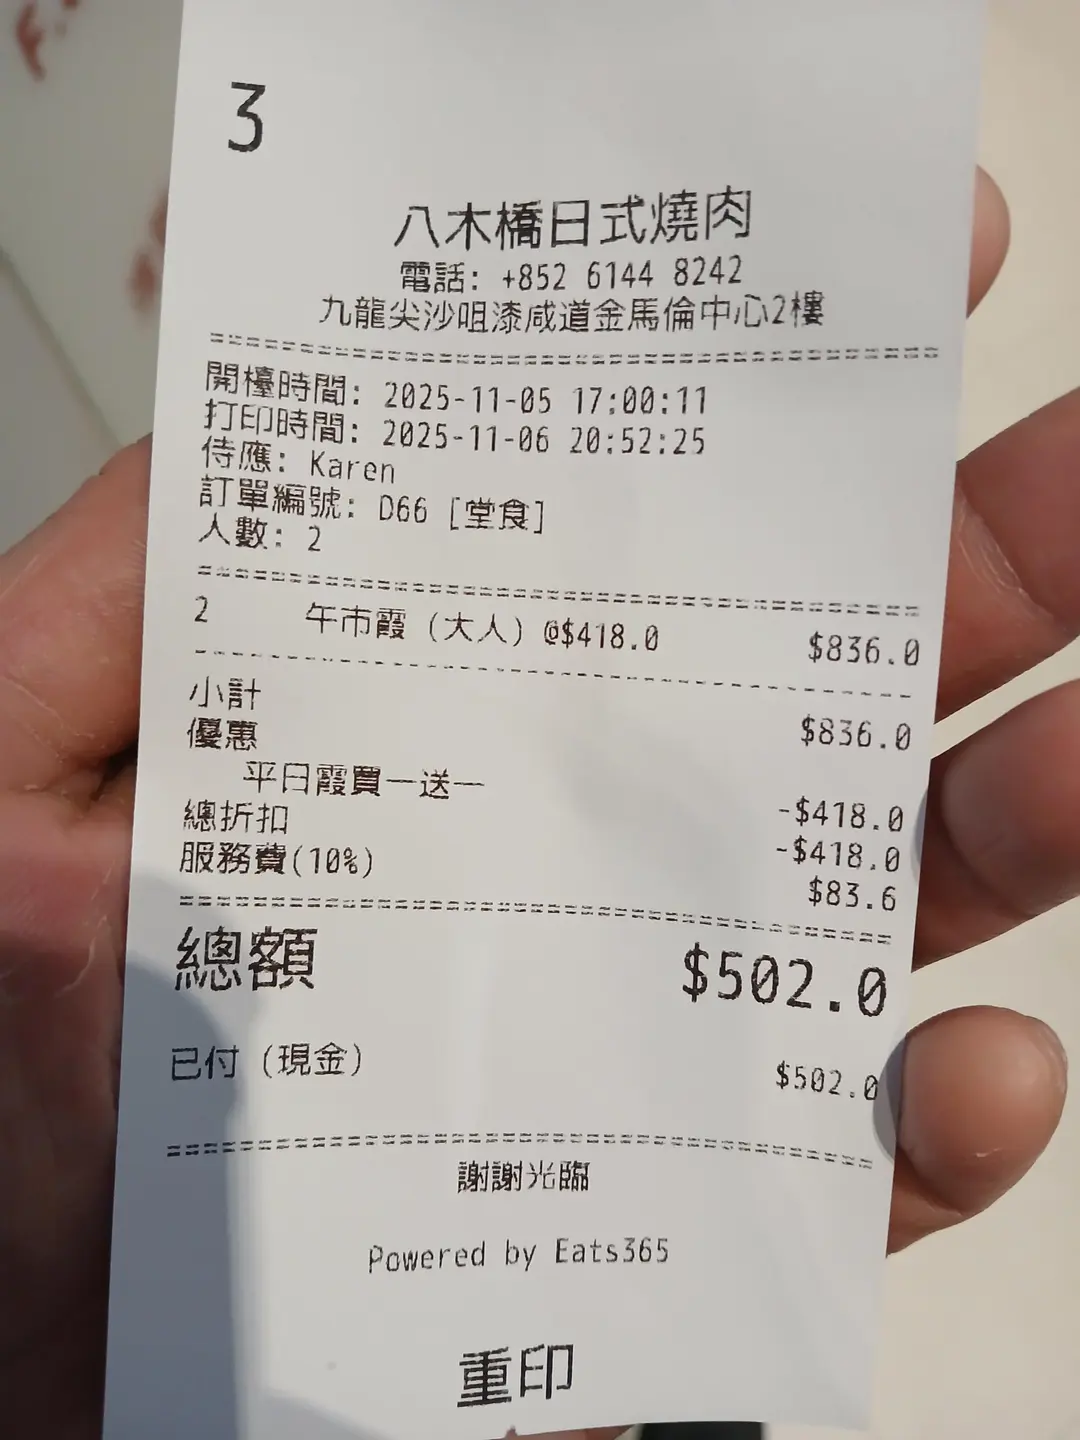 3
八木橋日式燒肉
電話: +852 6144 8242
九龍尖沙咀漆咸道金馬倫中心2樓
開檯時間: 2025-11-05 17:00:11
打印時間: 2025-11-06 20:52:25
侍應: Karen
訂單編號: D66 [堂食]
人數: 2
2 午市霞 (大人) @$418.0 $836.0
小計 $836.0
優惠
平日霞買一送一 -$418.0
總折扣 -$418.0
服務費(10%) $83.6
總額 $502.0
已付 (現金) $502.0
謝謝光臨
Powered by Eats365
重印